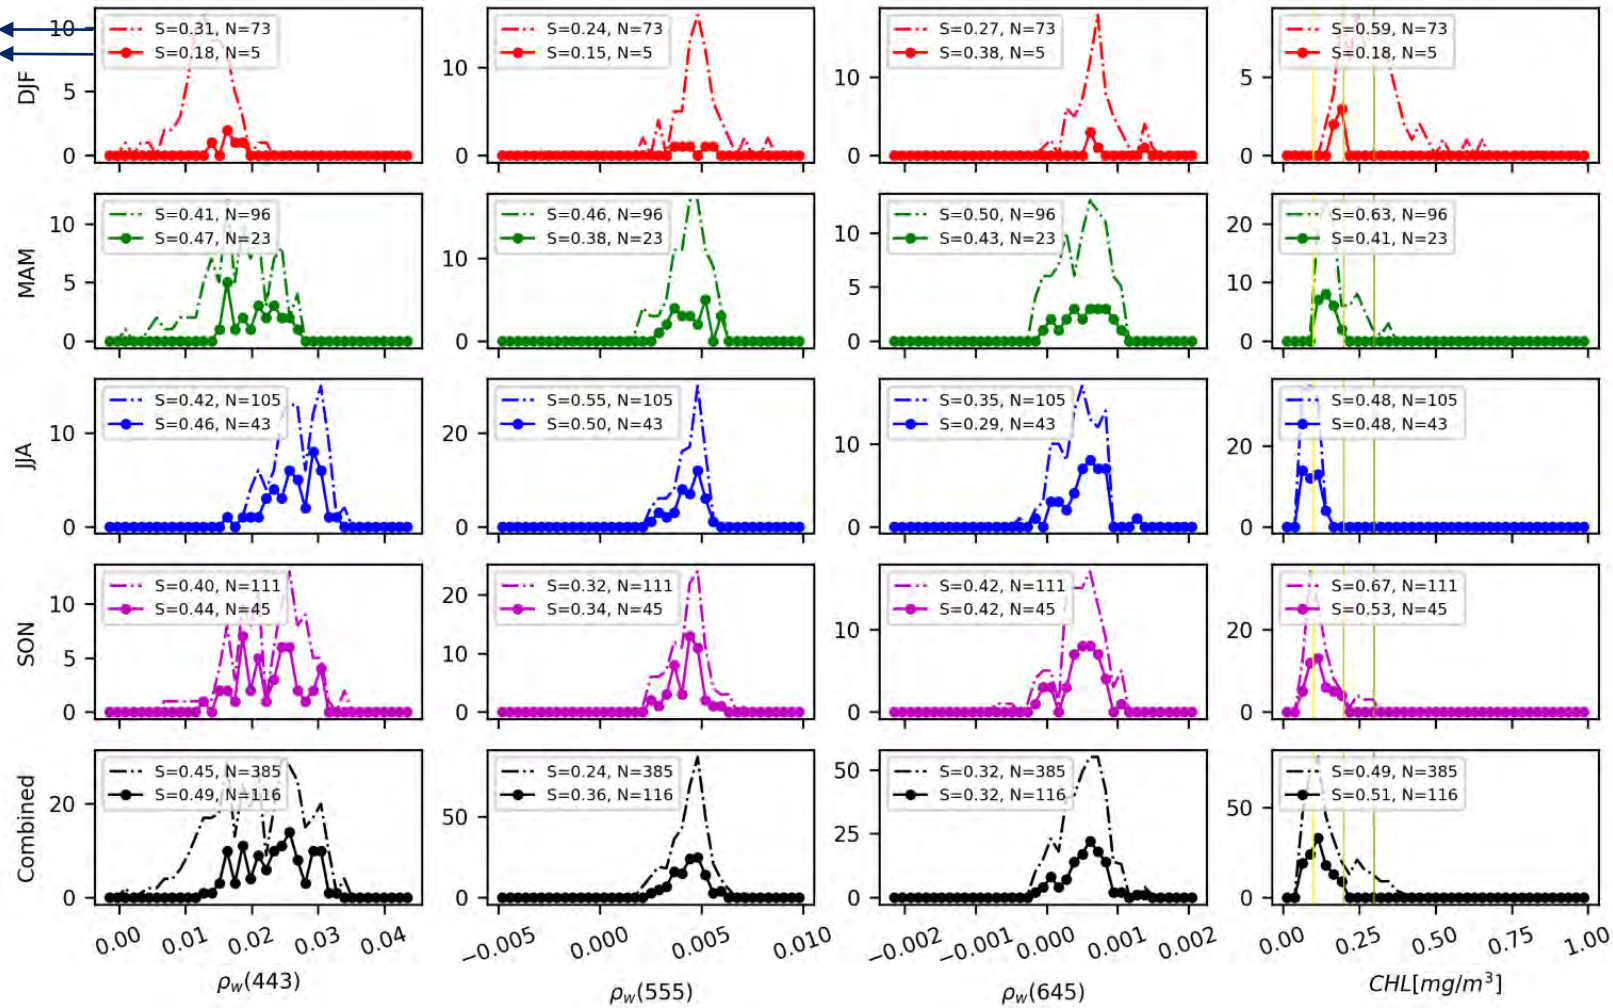 S=0.31, N=73
S=0.18, N=5
S=0.24, N=73
S=0.15, N=5
S=0.27, N=73
S=0.38, N=5
S=0.59, N=73
S=0.18, N=5
10
5
0
10
0
10
0
5
0
DJF
S=0.41, N=96
S=0.47, N=23
S=0.46, N=96
S=0.38, N=23
S=0.50, N=96
S=0.43, N=23
S=0.63, N=96
S=0.41, N=23
10
5
0
10
0
10
5
0
20
10
0
MAM
S=0.42, N=105
S=0.46, N=43
S=0.55, N=105
S=0.50, N=43
S=0.35, N=105
S=0.29, N=43
S=0.48, N=105
S=0.48, N=43
10
0
20
0
10
0
20
0
JJA
S=0.40, N=111
S=0.44, N=45
S=0.32, N=111
S=0.34, N=45
S=0.42, N=111
S=0.42, N=45
S=0.67, N=111
S=0.53, N=45
10
5
0
20
10
0
10
0
20
0
SON
S=0.45, N=385
S=0.49, N=116
S=0.24, N=385
S=0.36, N=116
S=0.32, N=385
S=0.32, N=116
S=0.49, N=385
S=0.51, N=116
20
0
50
0
50
25
0
50
0
Combined
0.00 0.01 0.02 0.03 0.04
−0.005 0.000 0.005 0.010
−0.002 −0.001 0.000 0.001 0.002
0.00 0.25 0.50 0.75 1.00
ρw(443)
ρw(555)
ρw(645)
CHL[mg/m³]